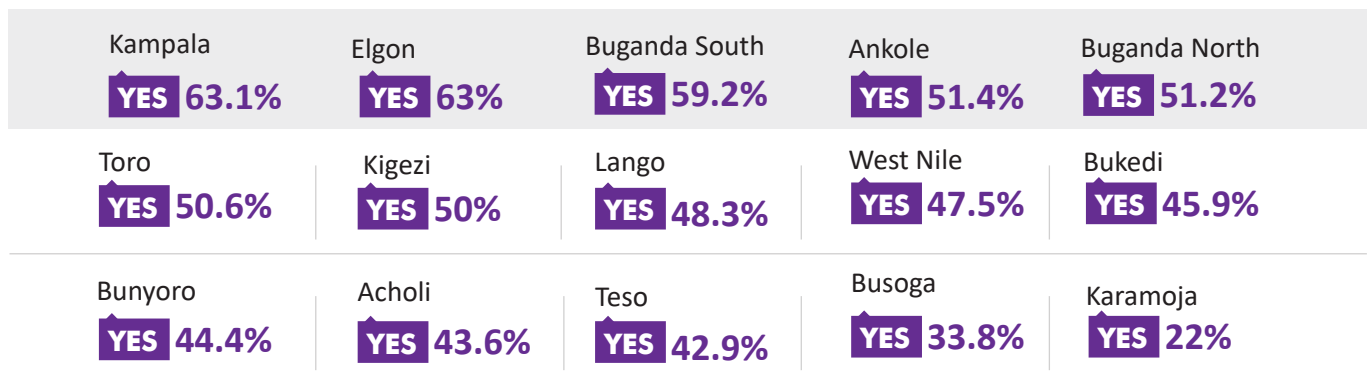 Kampala
YES 63.1%
Elgon
YES 63%
Buganda South
YES 59.2%
Ankole
YES 51.4%
Buganda North
YES 51.2%
Toro
YES 50.6%
Kigezi
YES 50%
Lango
YES 48.3%
West Nile
YES 47.5%
Bukedi
YES 45.9%
Bunyoro
YES 44.4%
Acholi
YES 43.6%
Teso
YES 42.9%
Busoga
YES 33.8%
Karamoja
YES 22%